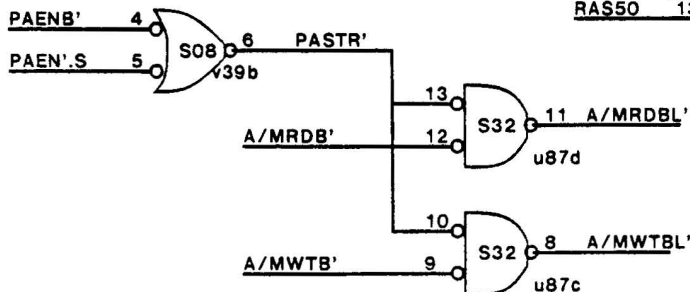 PAENB' 4
PAEN'.S 5
S08
6 PASTR'
v39b
RAS50 13
13
A/MRDB' 12
S32
11 A/MRDBL'
u87d
10
A/MWTB' 9
S32
8 A/MWTBL'
u87c